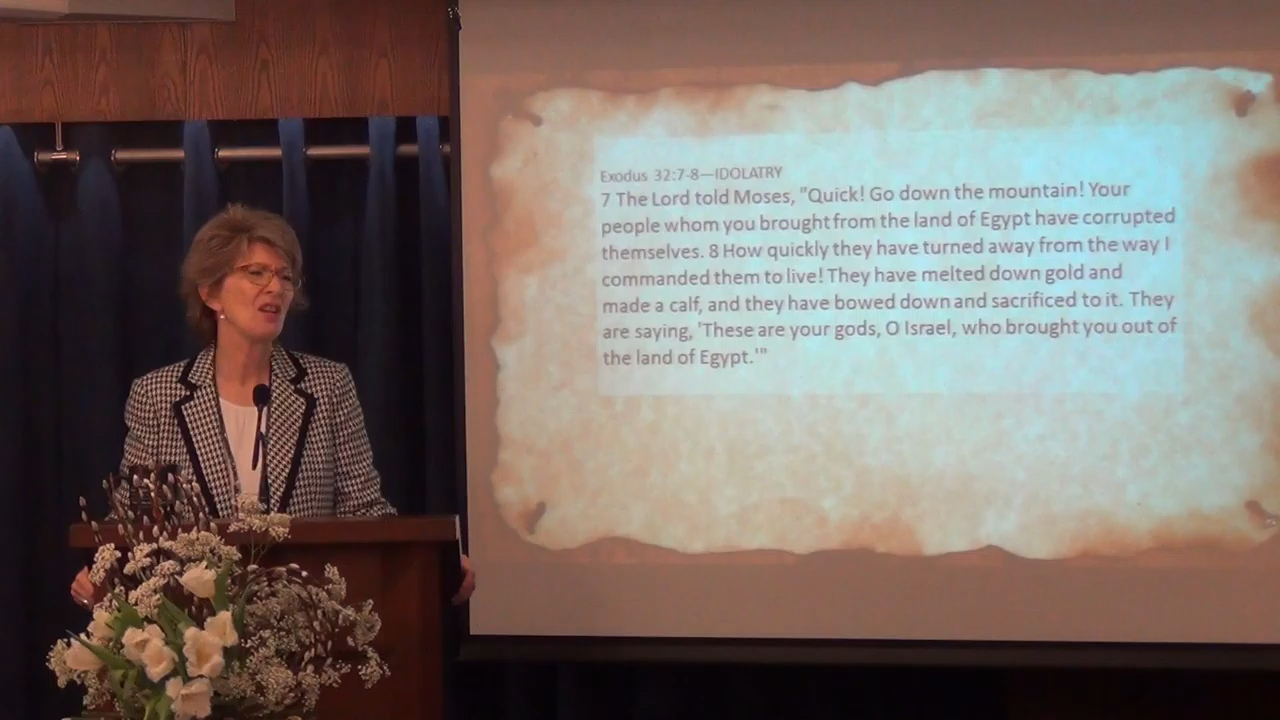 Exodus 32:7-8—IDOLATRY
7 The Lord told Moses, "Quick! Go down the mountain! Your
people whom you brought from the land of Egypt have corrupted
themselves. 8 How quickly they have turned away from the way I
commanded them to live! They have melted down gold and
made a calf, and they have bowed down and sacrificed to it. They
are saying, 'These are your gods, O Israel, who brought you out of
the land of Egypt.'"